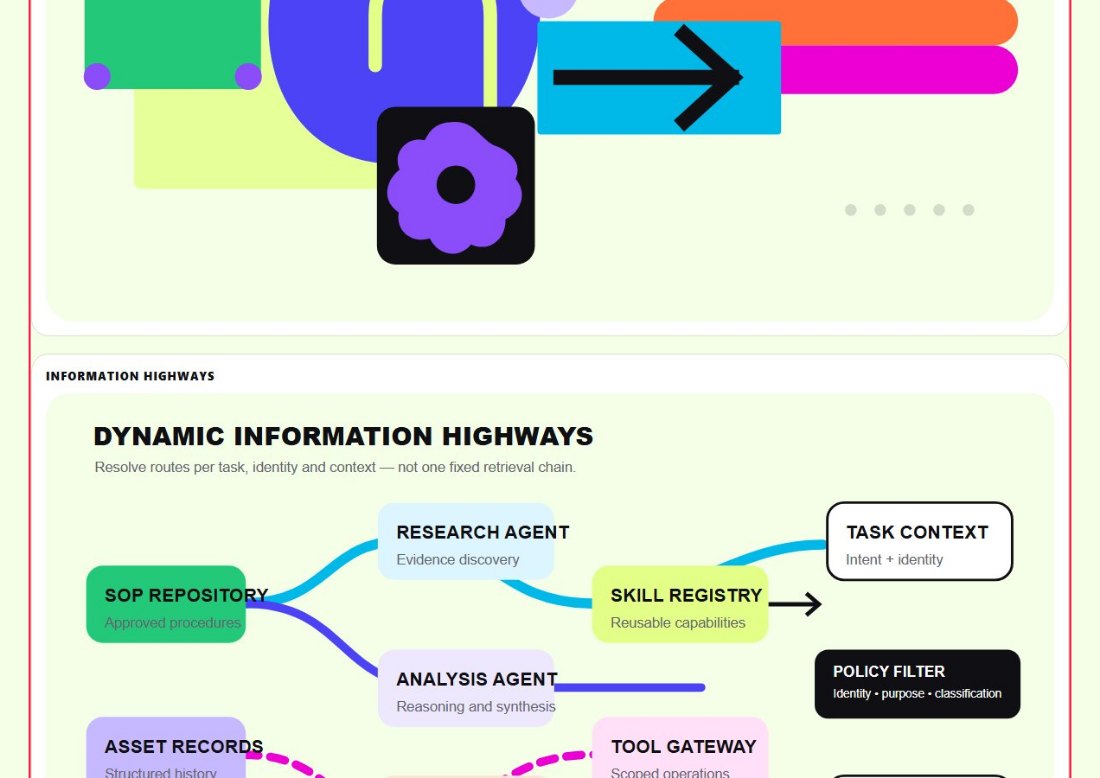 INFORMATION HIGHWAYS
DYNAMIC INFORMATION HIGHWAYS
Resolve routes per task, identity and context — not one fixed retrieval chain.
RESEARCH AGENT
Evidence discovery
TASK CONTEXT
Intent + identity
SOP REPOSITORY
Approved procedures
SKILL REGISTRY
Reusable capabilities
ANALYSIS AGENT
Reasoning and synthesis
POLICY FILTER
Identity • purpose • classification
ASSET RECORDS
Structured history
TOOL GATEWAY
Scoped operations